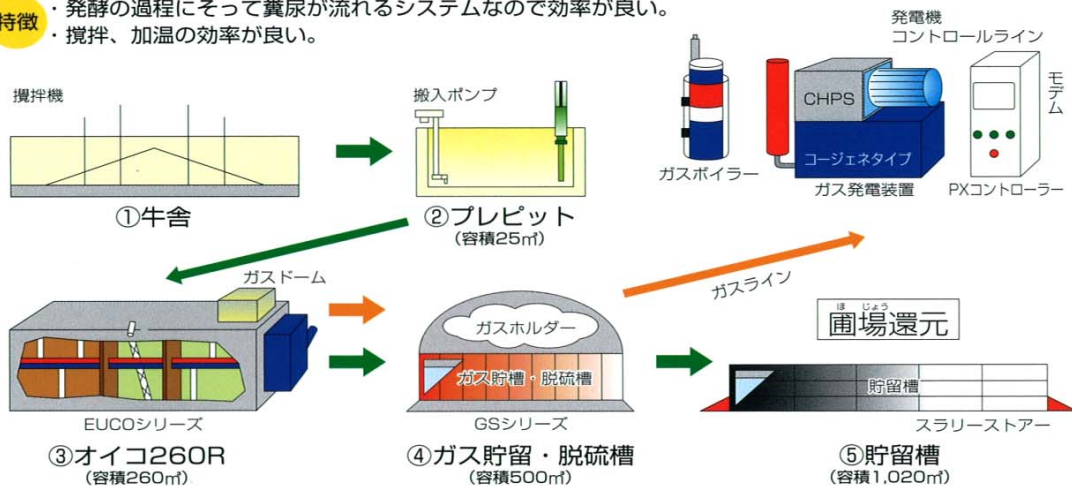 特徴
・発酵の過程にそって糞尿が流れるシステムなので効率が良い。
・撹拌、加温の効率が良い。
攪拌機
①牛舎
搬入ポンプ
②プレピット
(容積25㎥)
発電機
コントロールライン
モデム
CHPS
コージェネタイプ
ガスボイラー
ガス発電装置
PXコントローラー
ガスドーム
EUCOシリーズ
③オイコ260R
(容積260㎥)
ガスホルダー
ガス貯槽・脱硫槽
GSシリーズ
④ガス貯留・脱硫槽
(容積500㎥)
ガスライン
ほ じょう
圃場還元
貯留槽
スラリーストアー
⑤貯留槽
(容積1,020㎥)